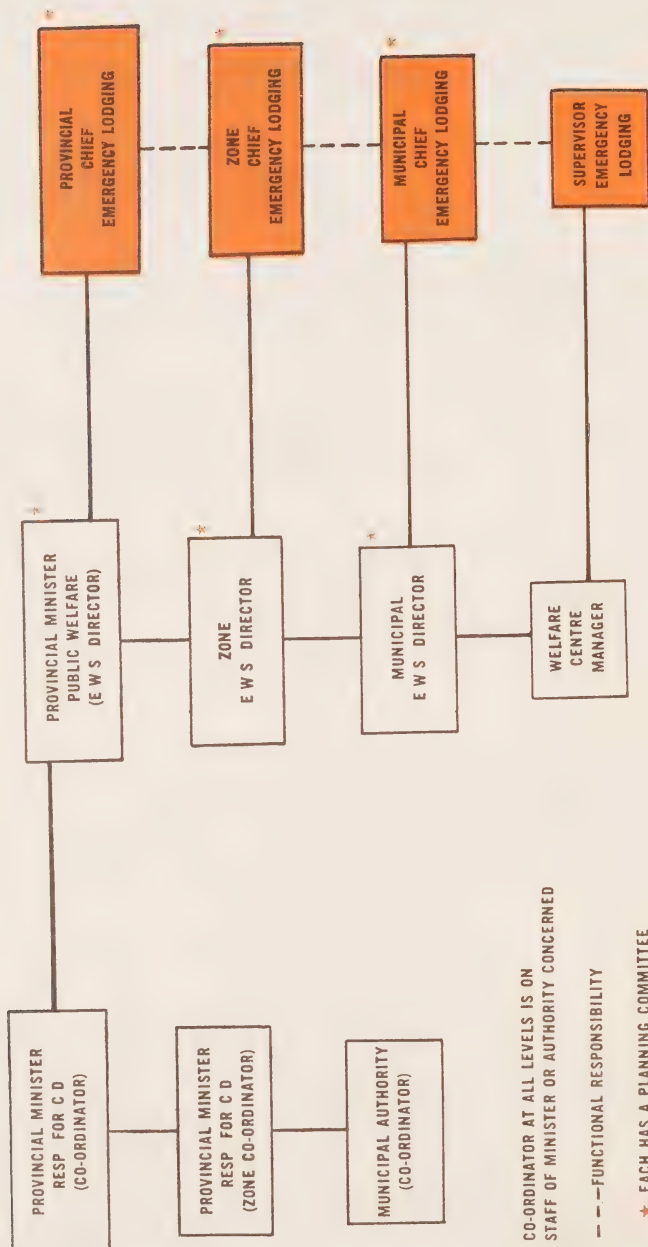 PROVINCIAL MINISTER
RESP FOR C D
(CO-ORDINATOR)
PROVINCIAL MINISTER
PUBLIC WELFARE
(E W S DIRECTOR)
*
PROVINCIAL
CHIEF
EMERGENCY LODGING
*
PROVINCIAL MINISTER
RESP FOR C D
(ZONE CO-ORDINATOR)
ZONE
E W S DIRECTOR
*
ZONE
CHIEF
EMERGENCY LODGING
*
MUNICIPAL AUTHORITY
(CO-ORDINATOR)
MUNICIPAL
E W S DIRECTOR
*
MUNICIPAL
CHIEF
EMERGENCY LODGING
*
WELFARE
CENTRE
MANAGER
SUPERVISOR
EMERGENCY
LODGING
CO-ORDINATOR AT ALL LEVELS IS ON
STAFF OF MINISTER OR AUTHORITY CONCERNED
— — —FUNCTIONAL RESPONSIBILITY
* EACH HAS A PLANNING COMMITTEE